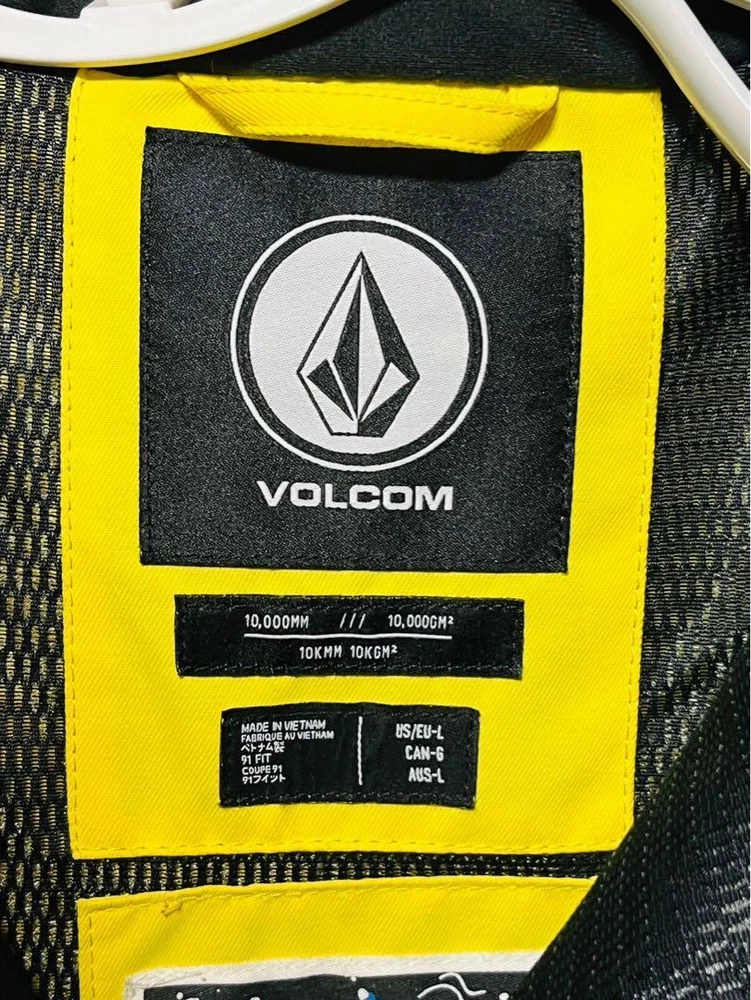 VOLCOM
10,000MM /// 10,000GM²
10KMM 10KGM²
MADE IN VIETNAM
FABRIQUE AU VIETNAM
ベトナム製
91 FIT
COUPE 91
91フイット
US/EU-L
CAN-G
AUS-L